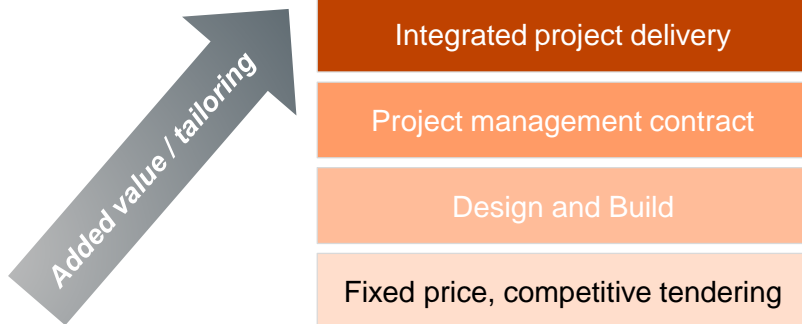 Integrated project delivery
Project management contract
Design and Build
Fixed price, competitive tendering
Added value / tailoring